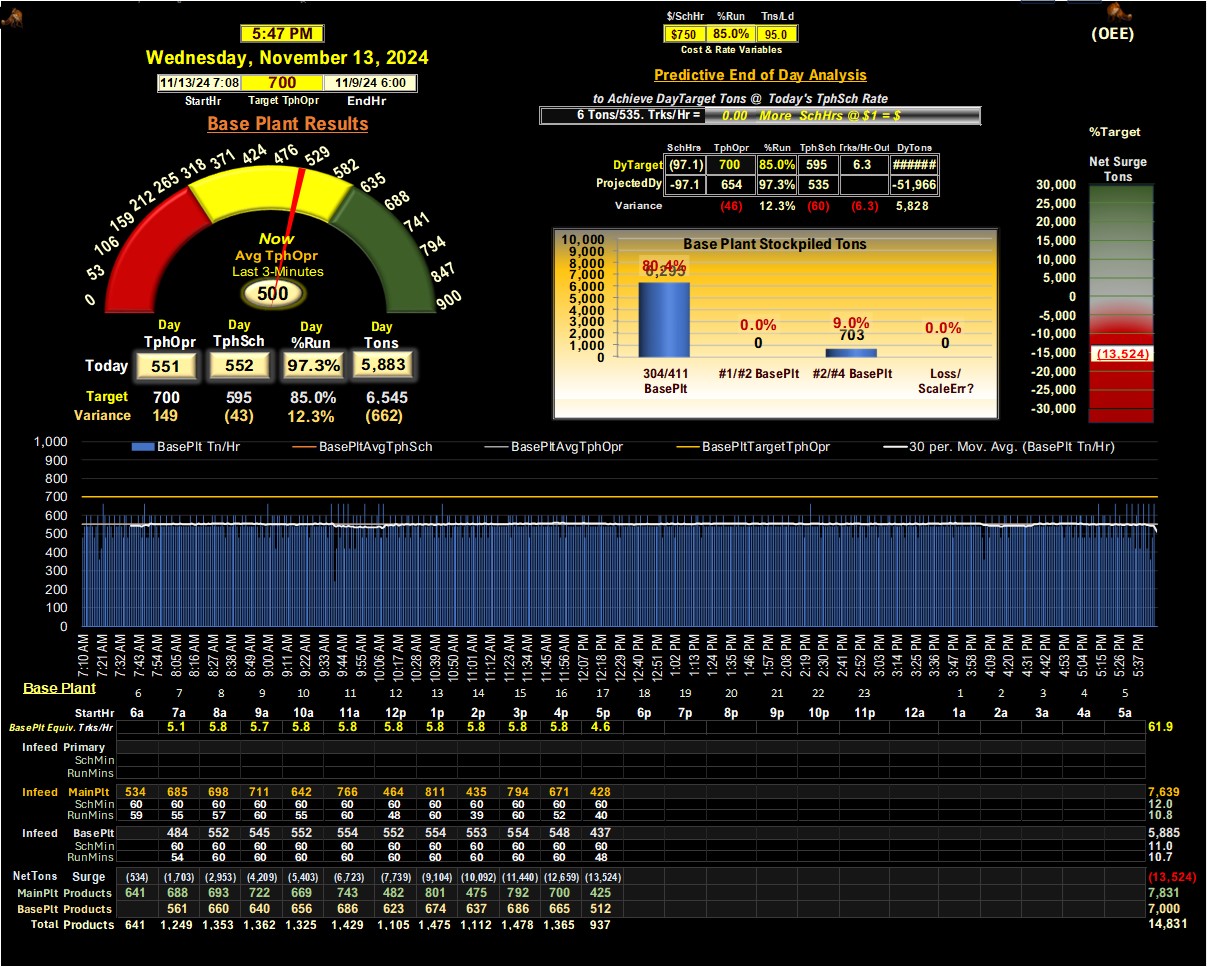 $/SchHr %Run Tns/Ld
5:47 PM $750 85.0% 95.0 (OEE)
Cost & Rate Variables
Wednesday, November 13, 2024
Predictive End of Day Analysis
11/13/24 7:08 700 11/9/24 6:00
StartHr Target TphOpr EndHr
to Achieve DayTarget Tons @ Today's TphSch Rate
6 Tons/535. Trks/Hr = 0.00 More SchHrs @ $1 = $
Base Plant Results
%Target
SchHrs TphOpr %Run TphSch Trks/Hr-Out DyTons
DyTarget (97.1) 700 85.0% 595 6.3 ######
ProjectedDy -97.1 654 97.3% 535 -51,966
Variance (46) 12.3% (60) (6.3) 5,828
Net Surge
Tons
30,000
25,000
20,000
15,000
10,000
5,000
0
-5,000
-10,000
-15,000
(13,524)
-20,000
-25,000
-30,000
0 53 106 159 212 265 318 371 424 476 529 582 635 688 741 794 847 900
Now
Avg TphOpr
Last 3-Minutes
500
Base Plant Stockpiled Tons
10,000
9,000
8,000
7,000
6,000
5,000
4,000
3,000
2,000
1,000
0
80.4% 0.0% 9.0% 0.0%
6,295 0 703 0
304/411 BasePlt
#1/#2 BasePlt
#2/#4 BasePlt
Loss/ ScaleErr?
Day Day Day Day
TphOpr TphSch %Run Tons
Today 551 552 97.3% 5,883
Target 700 595 85.0% 6,545
Variance 149 (43) 12.3% (662)
BasePlt Tn/Hr BasePltAvgTphSch BasePltAvgTphOpr BasePltTargetTphOpr 30 per. Mov. Avg. (BasePlt Tn/Hr)
1,000
900
800
700
600
500
400
300
200
100
0
7:10 AM 7:21 AM 7:32 AM 7:43 AM 7:54 AM 8:05 AM 8:16 AM 8:27 AM 8:38 AM 8:49 AM 9:00 AM 9:11 AM 9:22 AM 9:33 AM 9:44 AM 9:55 AM 10:06 AM 10:17 AM 10:28 AM 10:39 AM 10:50 AM 11:01 AM 11:12 AM 11:23 AM 11:34 AM 11:45 AM 11:56 AM 12:07 PM 12:18 PM 12:29 PM 12:40 PM 12:51 PM 1:02 PM 1:13 PM 1:24 PM 1:35 PM 1:46 PM 1:57 PM 2:08 PM 2:19 PM 2:30 PM 2:41 PM 2:52 PM 3:03 PM 3:14 PM 3:25 PM 3:36 PM 3:47 PM 3:58 PM 4:09 PM 4:20 PM 4:31 PM 4:42 PM 4:53 PM 5:04 PM 5:15 PM 5:26 PM 5:37 PM
Base Plant 6 7 8 9 10 11 12 13 14 15 16 17 18 19 20 21 22 23 1 2 3 4 5
StartHr 6a 7a 8a 9a 10a 11a 12p 1p 2p 3p 4p 5p 6p 7p 8p 9p 10p 11p 12a 1a 2a 3a 4a 5a
BasePlt Equiv. Trks/Hr 5.1 5.8 5.7 5.8 5.8 5.8 5.8 5.8 5.8 5.8 4.6 61.9
Infeed Primary
SchMin
RunMins
Infeed MainPlt 534 685 698 711 642 766 464 811 435 794 671 428 7,639
SchMin 60 60 60 60 60 60 60 60 60 60 60 60 12.0
RunMins 59 55 57 60 55 60 48 60 39 60 52 40 10.8
Infeed BasePlt 484 552 545 552 554 552 554 553 554 548 437 5,885
SchMin 60 60 60 60 60 60 60 60 60 60 60 11.0
RunMins 54 60 60 60 60 60 60 60 60 60 48 10.7
NetTons Surge (534) (1,703) (2,953) (4,209) (5,403) (6,723) (7,739) (9,104) (10,092) (11,440) (12,659) (13,524) (13,524)
MainPlt Products 641 688 693 722 669 743 482 801 475 792 700 425 7,831
BasePlt Products 561 660 640 656 686 623 674 637 686 665 512 7,000
Total Products 641 1,249 1,353 1,362 1,325 1,429 1,105 1,475 1,112 1,478 1,365 937 14,831